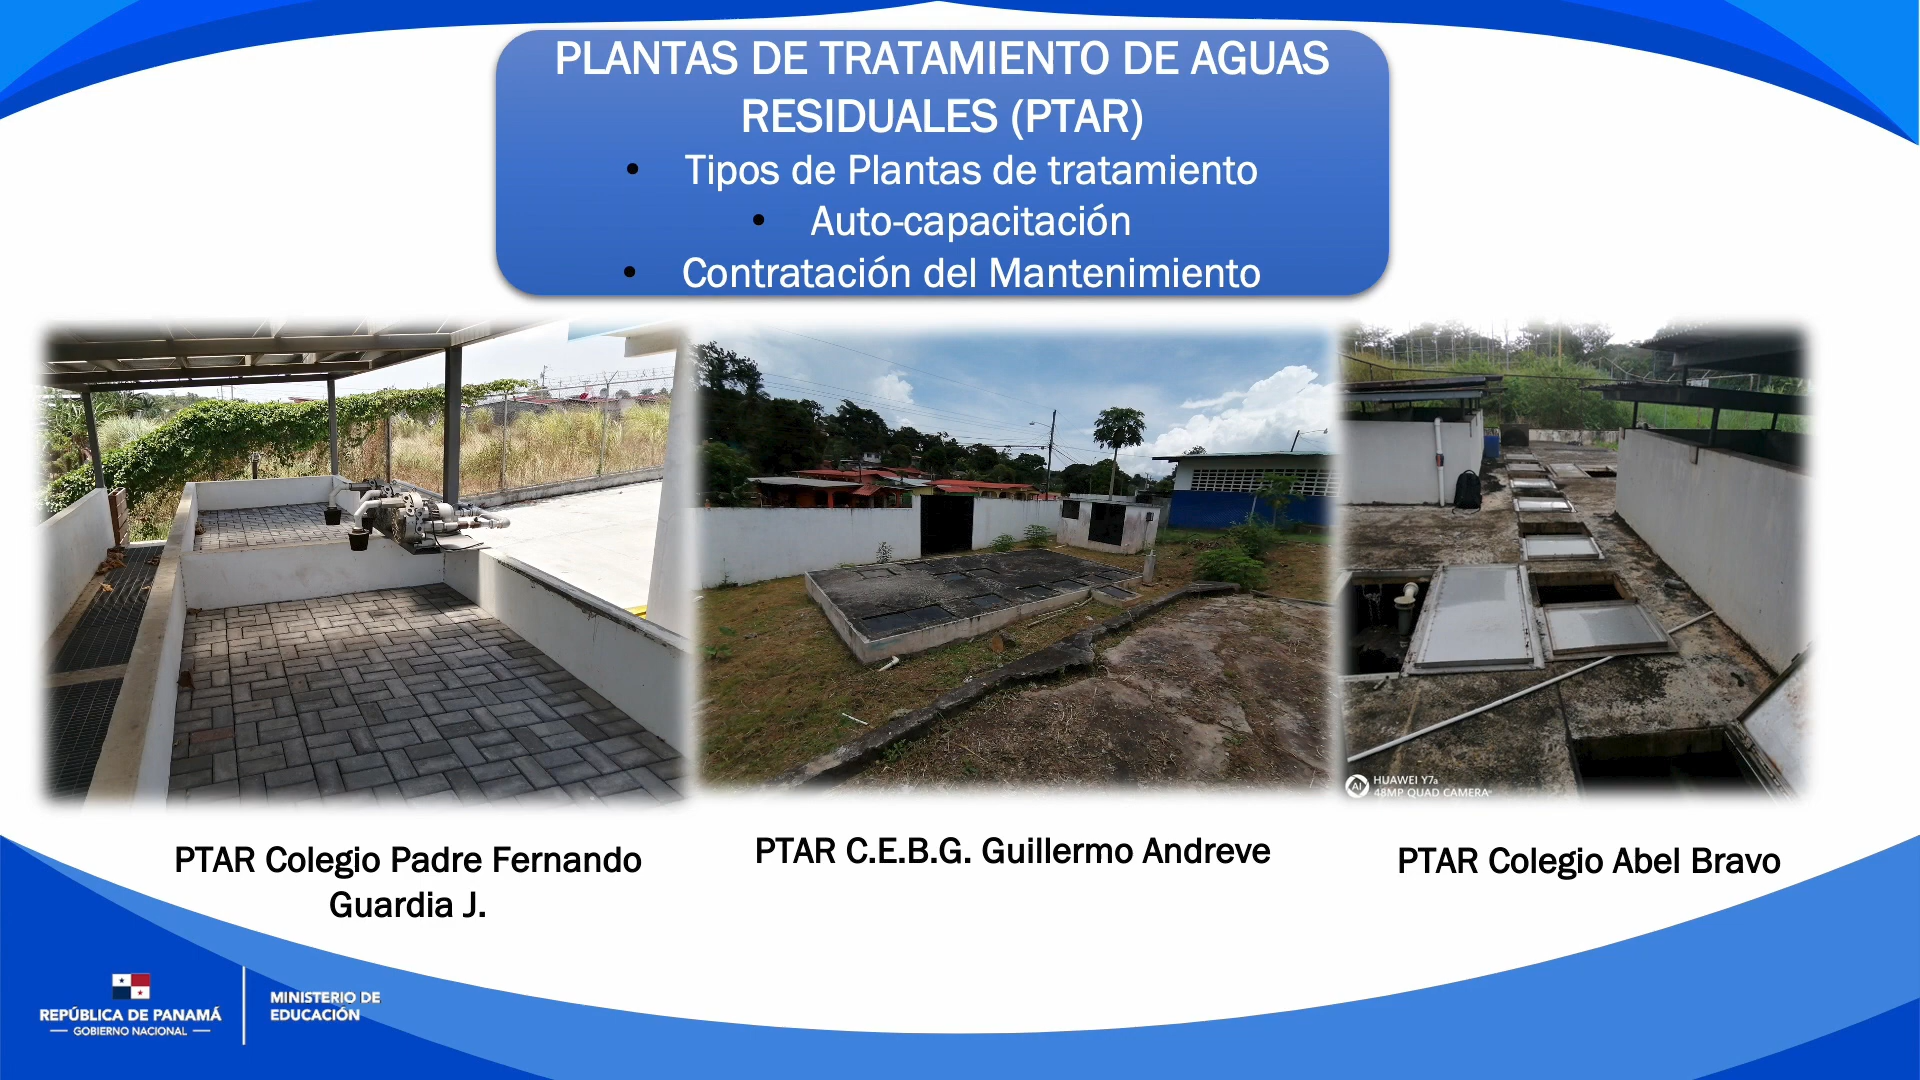 PLANTAS DE TRATAMIENTO DE AGUAS
RESIDUALES (PTAR)
• Tipos de Plantas de tratamiento
• Auto-capacitación
• Contratación del Mantenimiento
AI
HUAWEI Y7a
48MP QUAD CAMERA
PTAR Colegio Padre Fernando
Guardia J.
PTAR C.E.B.G. Guillermo Andreve
PTAR Colegio Abel Bravo
REPÚBLICA DE PANAMÁ
— GOBIERNO NACIONAL —
MINISTERIO DE
EDUCACIÓN